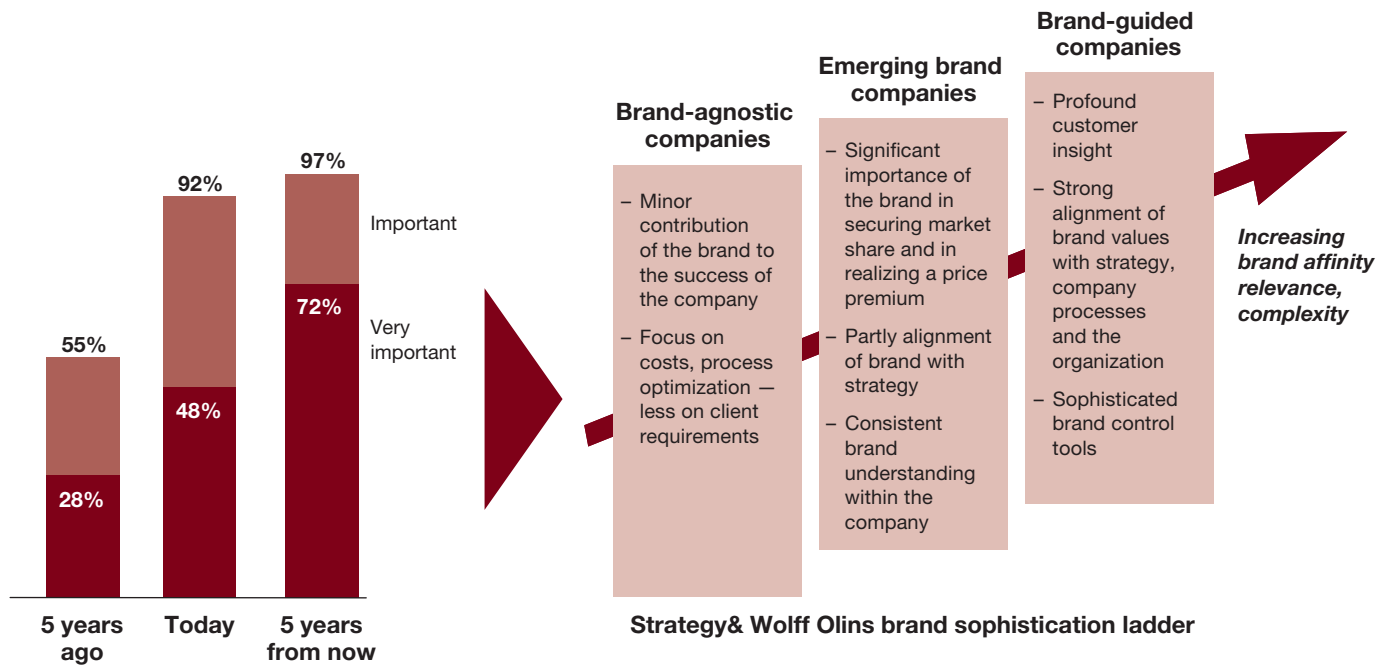 55%
28%
5 years
ago
92%
48%
Today
97%
72%
5 years
from now
Important
Very
important
Brand-agnostic
companies
– Minor
contribution
of the brand to
the success of
the company
– Focus on
costs, process
optimization —
less on client
requirements
Emerging brand
companies
– Significant
importance of
the brand in
securing market
share and in
realizing a price
premium
– Partly alignment
of brand with
strategy
– Consistent
brand
understanding
within the
company
Brand-guided
companies
– Profound
customer
insight
– Strong
alignment of
brand values
with strategy,
company
processes
and the
organization
– Sophisticated
brand control
tools
Increasing
brand affinity
relevance,
complexity
Strategy& Wolff Olins brand sophistication ladder